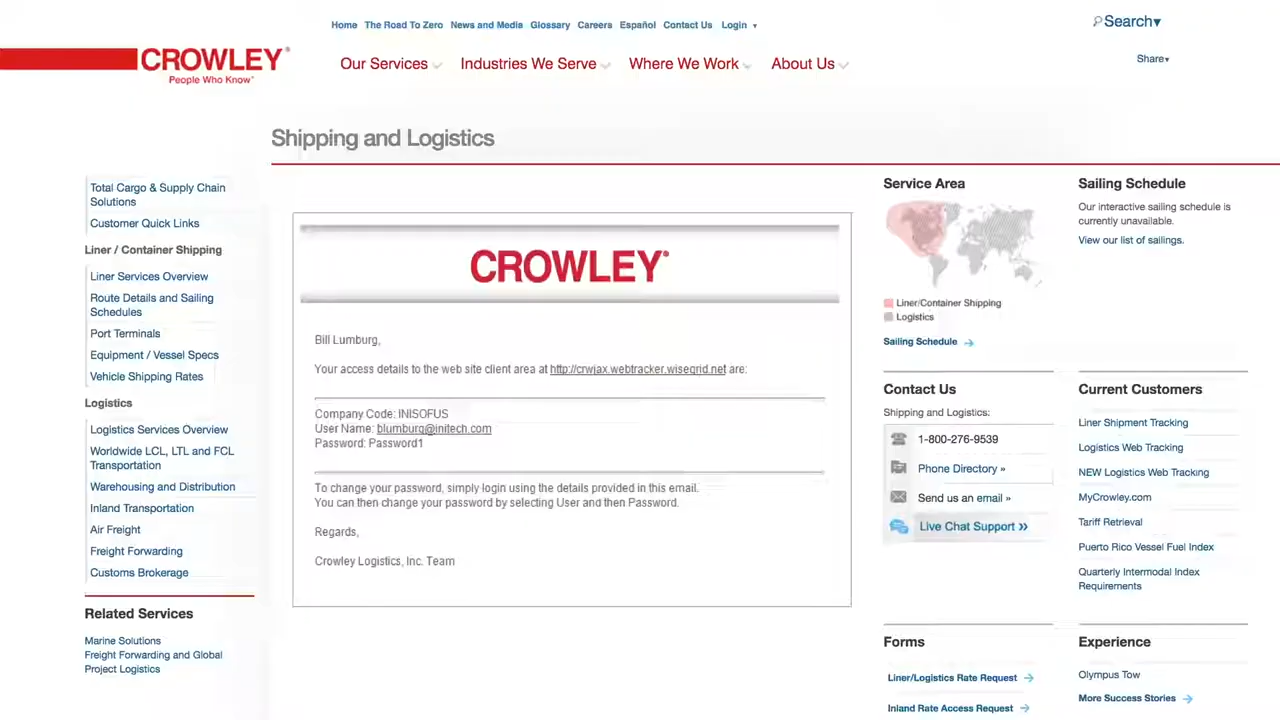 Home The Road To Zero News and Media Glossary Careers Español Contact Us Login
Search
Share
CROWLEY®
People Who Know®
Our Services Industries We Serve Where We Work About Us
Shipping and Logistics
Total Cargo & Supply Chain
Solutions
Customer Quick Links
Liner / Container Shipping
Liner Services Overview
Route Details and Sailing
Schedules
Port Terminals
Equipment / Vessel Specs
Vehicle Shipping Rates
Logistics
Logistics Services Overview
Worldwide LCL, LTL and FCL
Transportation
Warehousing and Distribution
Inland Transportation
Air Freight
Freight Forwarding
Customs Brokerage
Related Services
Marine Solutions
Freight Forwarding and Global
Project Logistics
CROWLEY®
Bill Lumburg,
Your access details to the web site client area at http://crwjax.webtracker.wisegrid.net are:
Company Code: INISOFUS
User Name: blumburg@initech.com
Password: Password1
To change your password, simply login using the details provided in this email.
You can then change your password by selecting User and then Password.
Regards,
Crowley Logistics, Inc. Team
Service Area
Liner/Container Shipping
Logistics
Sailing Schedule
Contact Us
Shipping and Logistics:
1-800-276-9539
Phone Directory »
Send us an email »
Live Chat Support »
Forms
Liner/Logistics Rate Request
Inland Rate Access Request
Sailing Schedule
Our interactive sailing schedule is
currently unavailable.
View our list of sailings.
Current Customers
Liner Shipment Tracking
Logistics Web Tracking
NEW Logistics Web Tracking
MyCrowley.com
Tariff Retrieval
Puerto Rico Vessel Fuel Index
Quarterly Intermodal Index
Requirements
Experience
Olympus Tow
More Success Stories